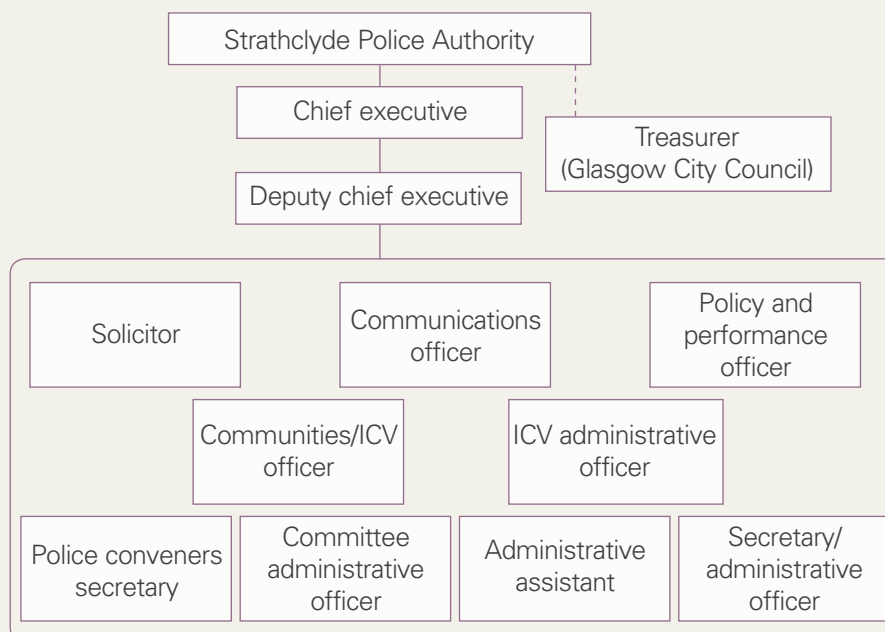 Strathclyde Police Authority
Chief executive
Treasurer
(Glasgow City Council)
Deputy chief executive
Solicitor
Communications
officer
Policy and
performance
officer
Communities/ICV
officer
ICV administrative
officer
Police conveners
secretary
Committee
administrative
officer
Administrative
assistant
Secretary/
administrative
officer